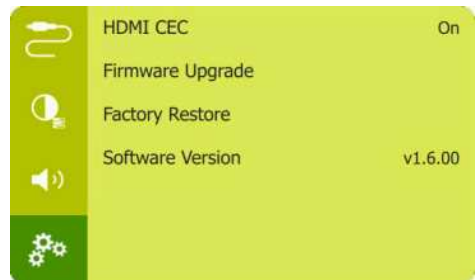 HDMI CEC On
Firmware Upgrade
Factory Restore
Software Version v1.6.00